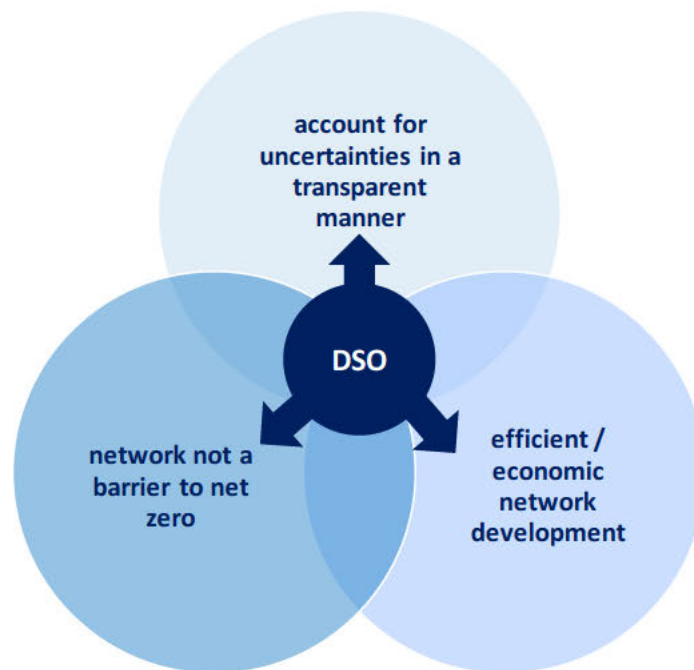 account for
uncertainties in a
transparent
manner
DSO
network not a
barrier to net
zero
efficient /
economic
network
development